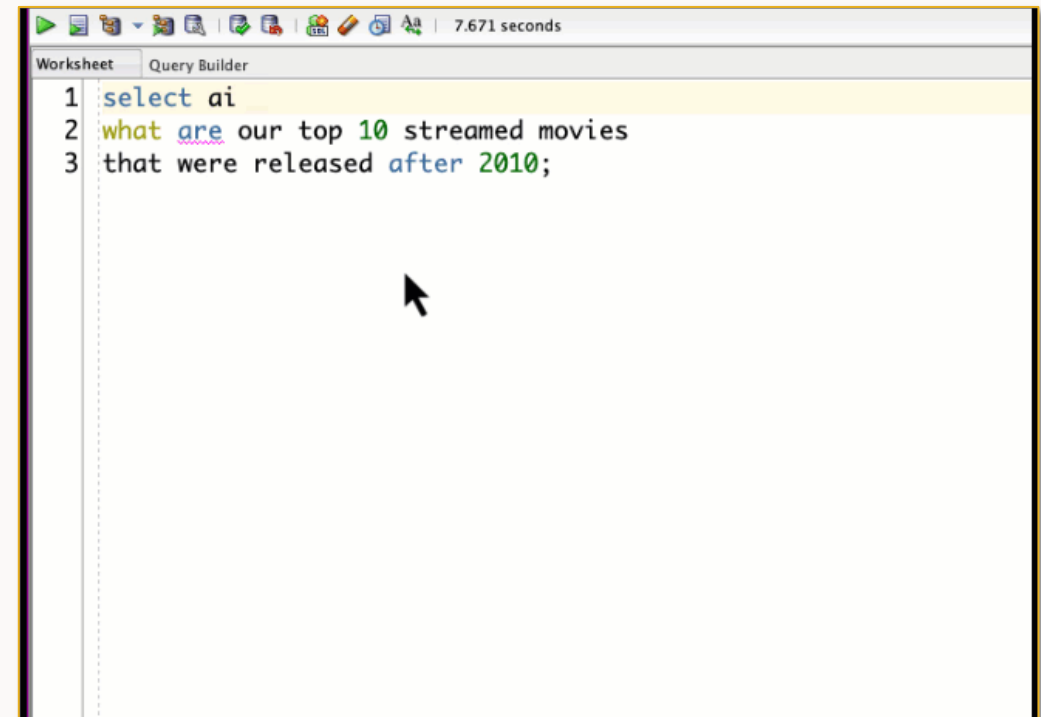 7.671 seconds
Worksheet Query Builder
1 select ai
2 what are our top 10 streamed movies
3 that were released after 2010;